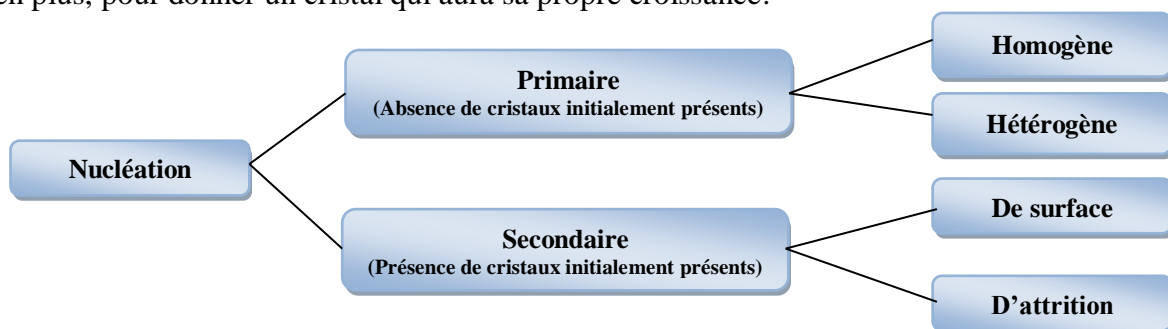 en plus, pour donner un cristal qui aura sa propre croissance.
Homogène
Primaire
(Absence de cristaux initialement présents)
Hétérogène
Nucléation
De surface
Secondaire
(Présence de cristaux initialement présents)
D'attrition